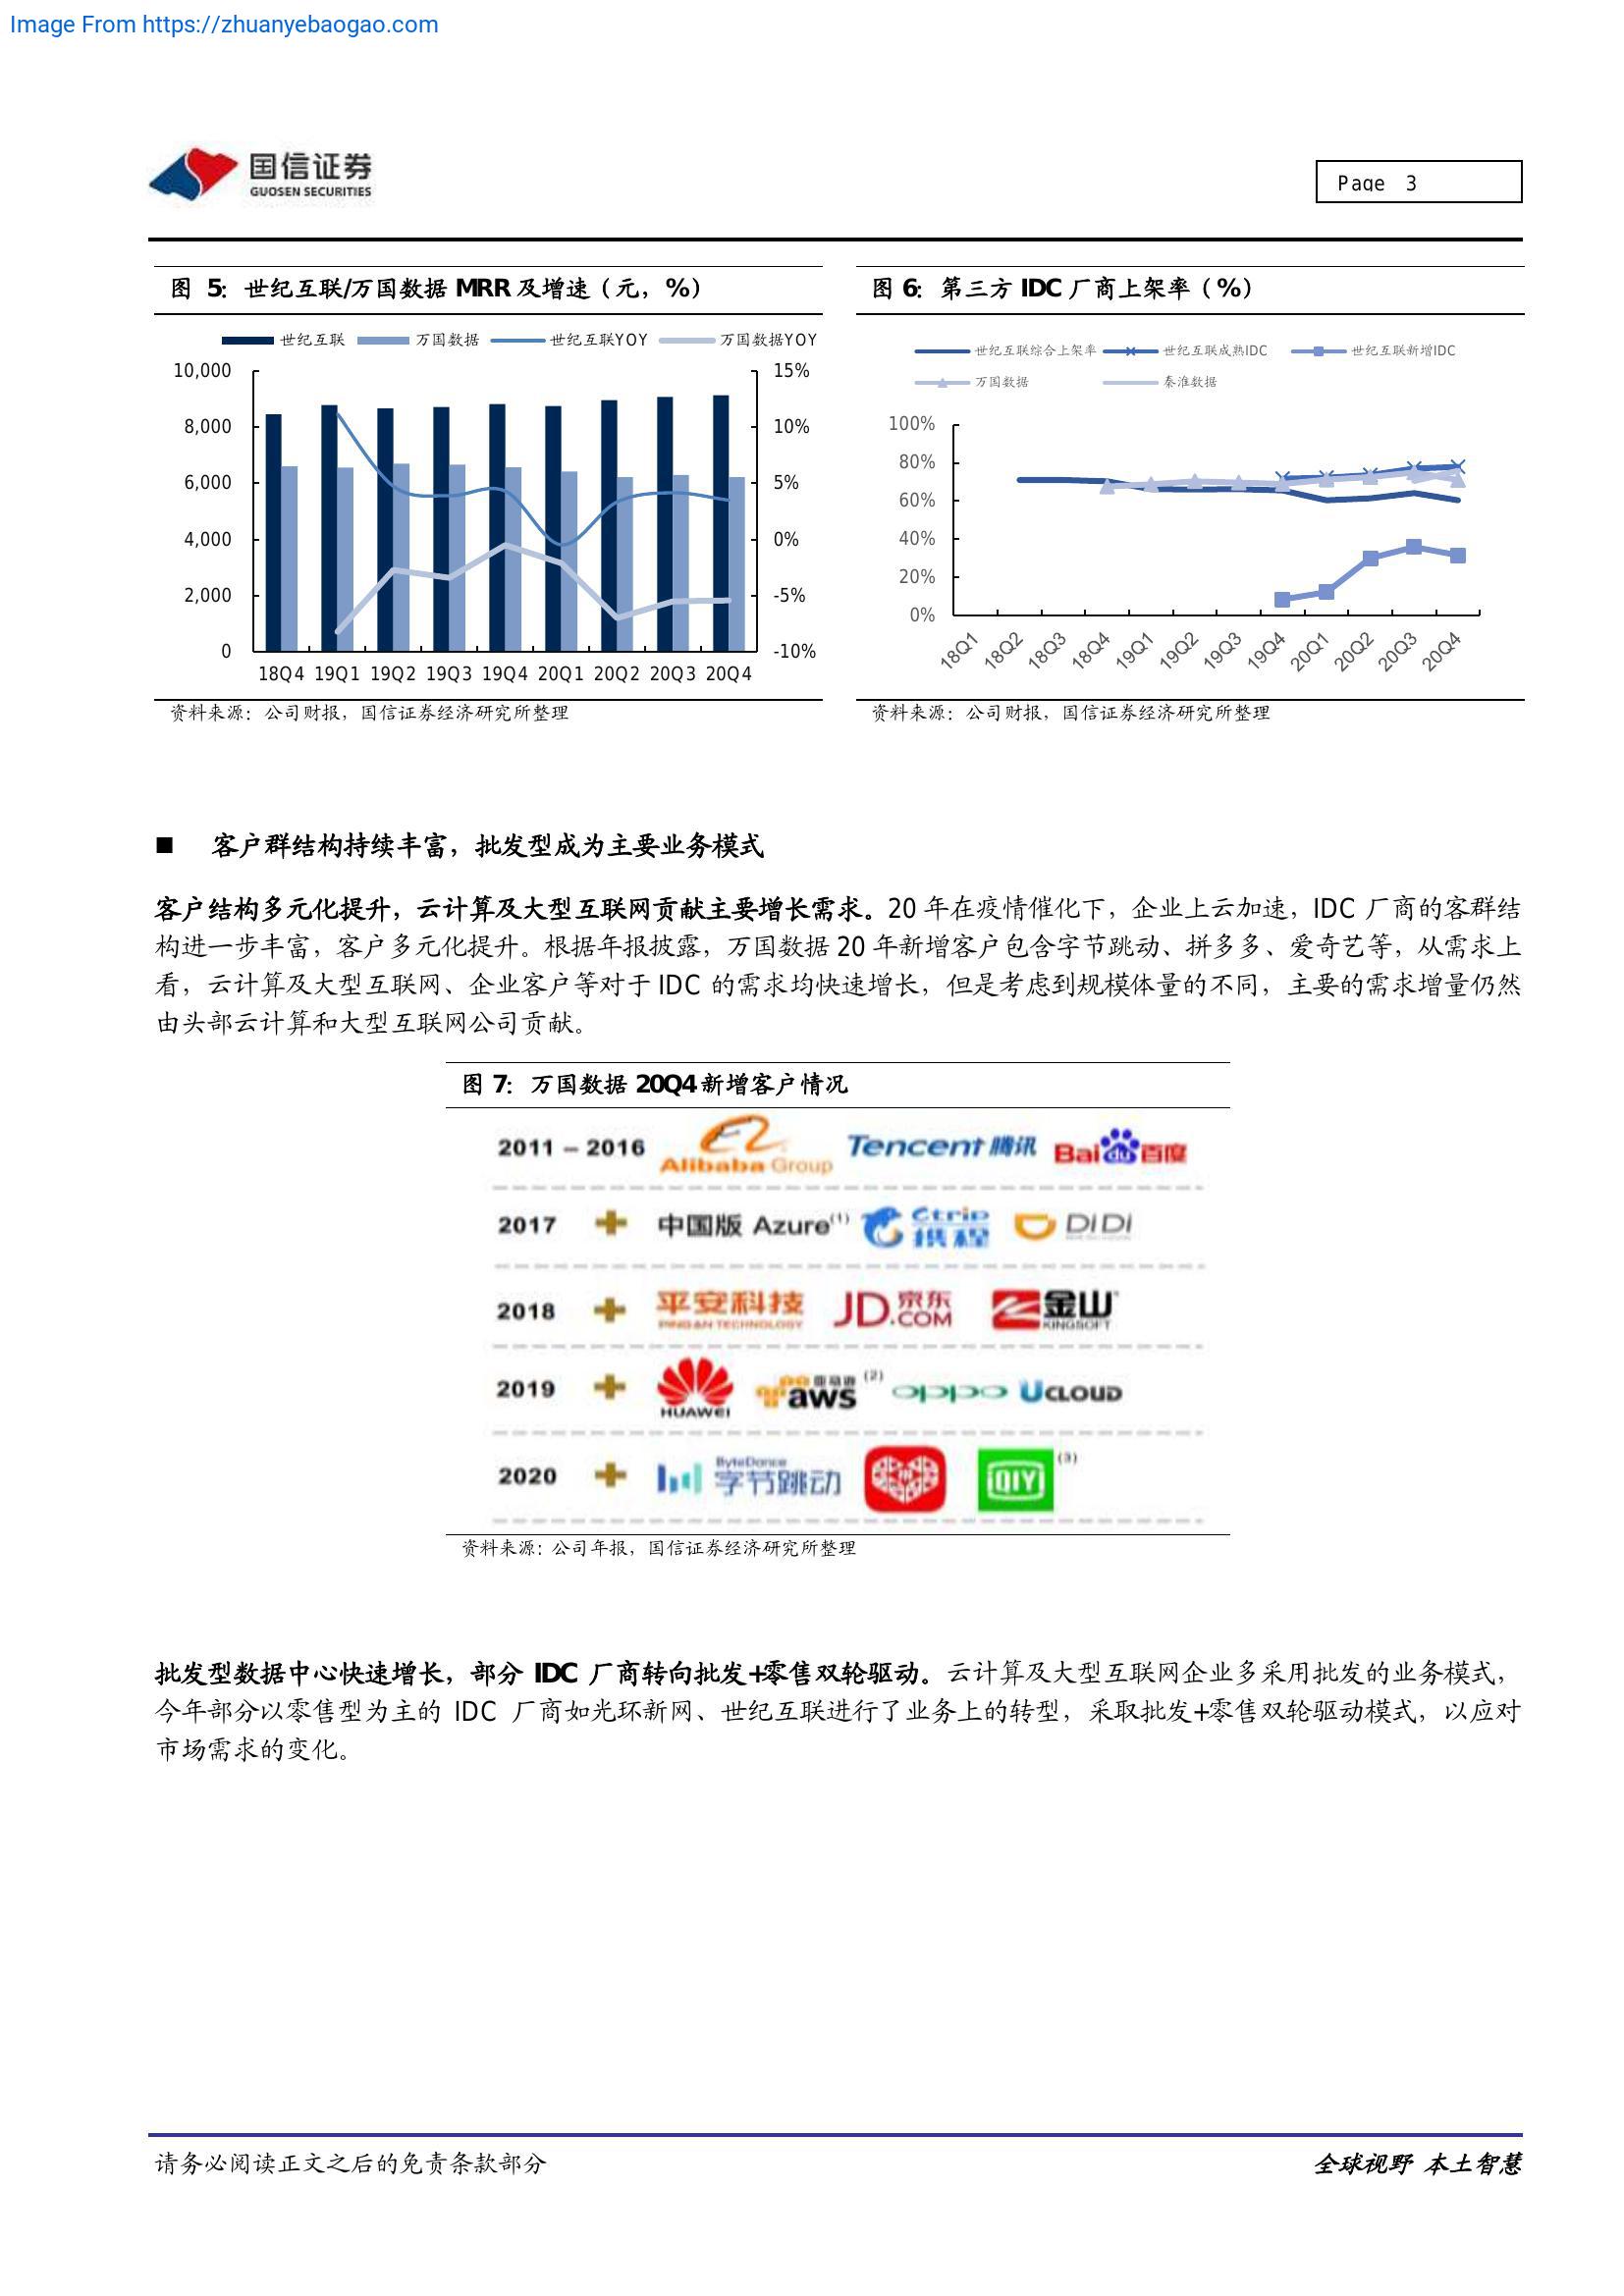 Image From https://zhuanyebaogao.com
国信证券
GUOSEN SECURITIES
Page 3
图 5：世纪互联/万国数据 MRR 及增速（元，%）
世纪互联 万国数据 世纪互联YOY 万国数据YOY
10,000 15%
8,000 10%
6,000 5%
4,000 0%
2,000 -5%
0 -10%
18Q4 19Q1 19Q2 19Q3 19Q4 20Q1 20Q2 20Q3 20Q4
资料来源：公司财报，国信证券经济研究所整理
图 6：第三方 IDC 厂商上架率（%）
世纪互联综合上架率 世纪互联成熟IDC 世纪互联新增IDC
万国数据 秦淮数据
100%
80%
60%
40%
20%
0%
18Q1 18Q2 18Q3 18Q4 19Q1 19Q2 19Q3 19Q4 20Q1 20Q2 20Q3 20Q4
资料来源：公司财报，国信证券经济研究所整理
■ 客户群结构持续丰富，批发型成为主要业务模式
客户结构多元化提升，云计算及大型互联网贡献主要增长需求。20 年在疫情催化下，企业上云加速，IDC 厂商的客群结
构进一步丰富，客户多元化提升。根据年报披露，万国数据 20 年新增客户包含字节跳动、拼多多、爱奇艺等，从需求上
看，云计算及大型互联网、企业客户等对于 IDC 的需求均快速增长，但是考虑到规模体量的不同，主要的需求增量仍然
由头部云计算和大型互联网公司贡献。
图 7：万国数据 20Q4 新增客户情况
2011 – 2016 Alibaba Group Tencent 腾讯 Bai du 百度
2017 中国版 Azure(1) Ctrip 携程 DIDI
2018 平安科技 PING AN TECHNOLOGY JD.COM 京东 金山 KINGSOFT
2019 HUAWEI 亚马逊 aws (2) oppo UCLOUD
2020 ByteDance 字节跳动 QIY (3)
资料来源：公司年报，国信证券经济研究所整理
批发型数据中心快速增长，部分 IDC 厂商转向批发+零售双轮驱动。云计算及大型互联网企业多采用批发的业务模式，
今年部分以零售型为主的 IDC 厂商如光环新网、世纪互联进行了业务上的转型，采取批发+零售双轮驱动模式，以应对
市场需求的变化。
请务必阅读正文之后的免责条款部分
全球视野 本土智慧